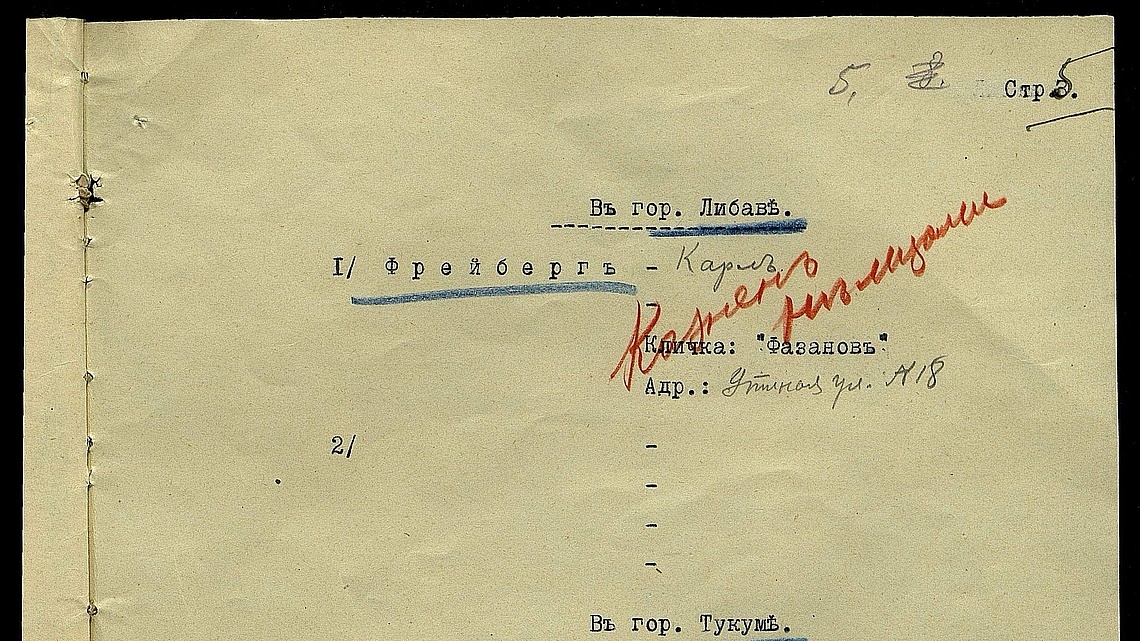 5.
Стр.5.
Въ гор. Либавѣ.
I/ Фрейбергъ - Карлъ.
-
Казненъ нѣмцами
Кличка: "Фазановъ"
Адр.: Утиная ул. № 18
2/ -
-
-
-
Въ гор. Тукумѣ.